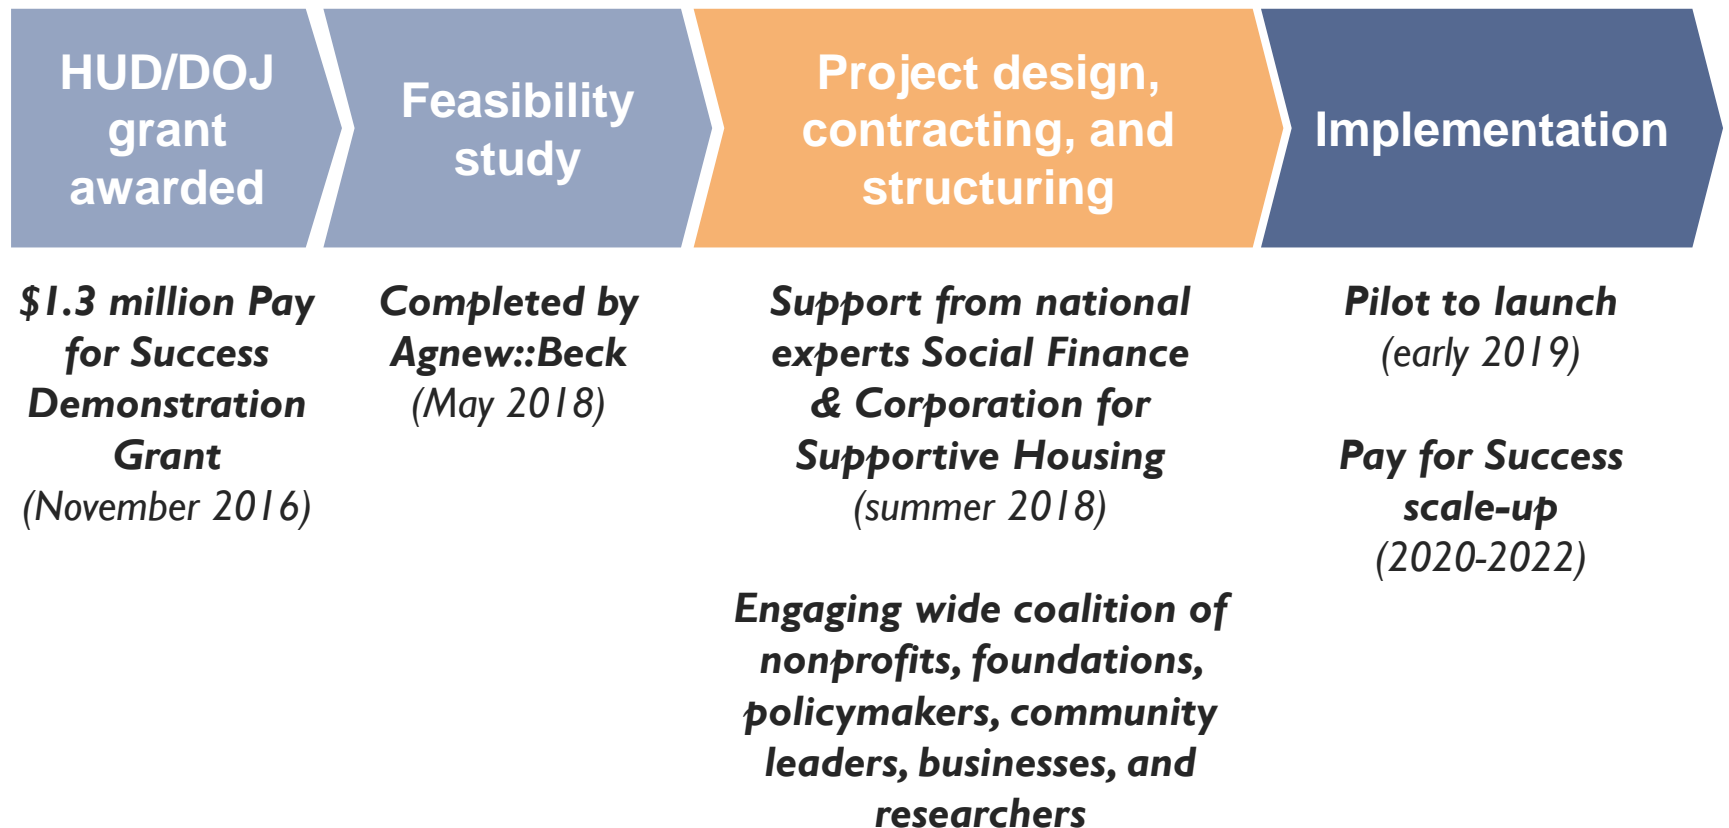 HUD/DOJ
grant
awarded
Feasibility
study
Project design,
contracting, and
structuring
Implementation
$1.3 million Pay
for Success
Demonstration
Grant
(November 2016)
Completed by
Agnew::Beck
(May 2018)
Support from national
experts Social Finance
& Corporation for
Supportive Housing
(summer 2018)
Engaging wide coalition of
nonprofits, foundations,
policymakers, community
leaders, businesses, and
researchers
Pilot to launch
(early 2019)
Pay for Success
scale-up
(2020-2022)